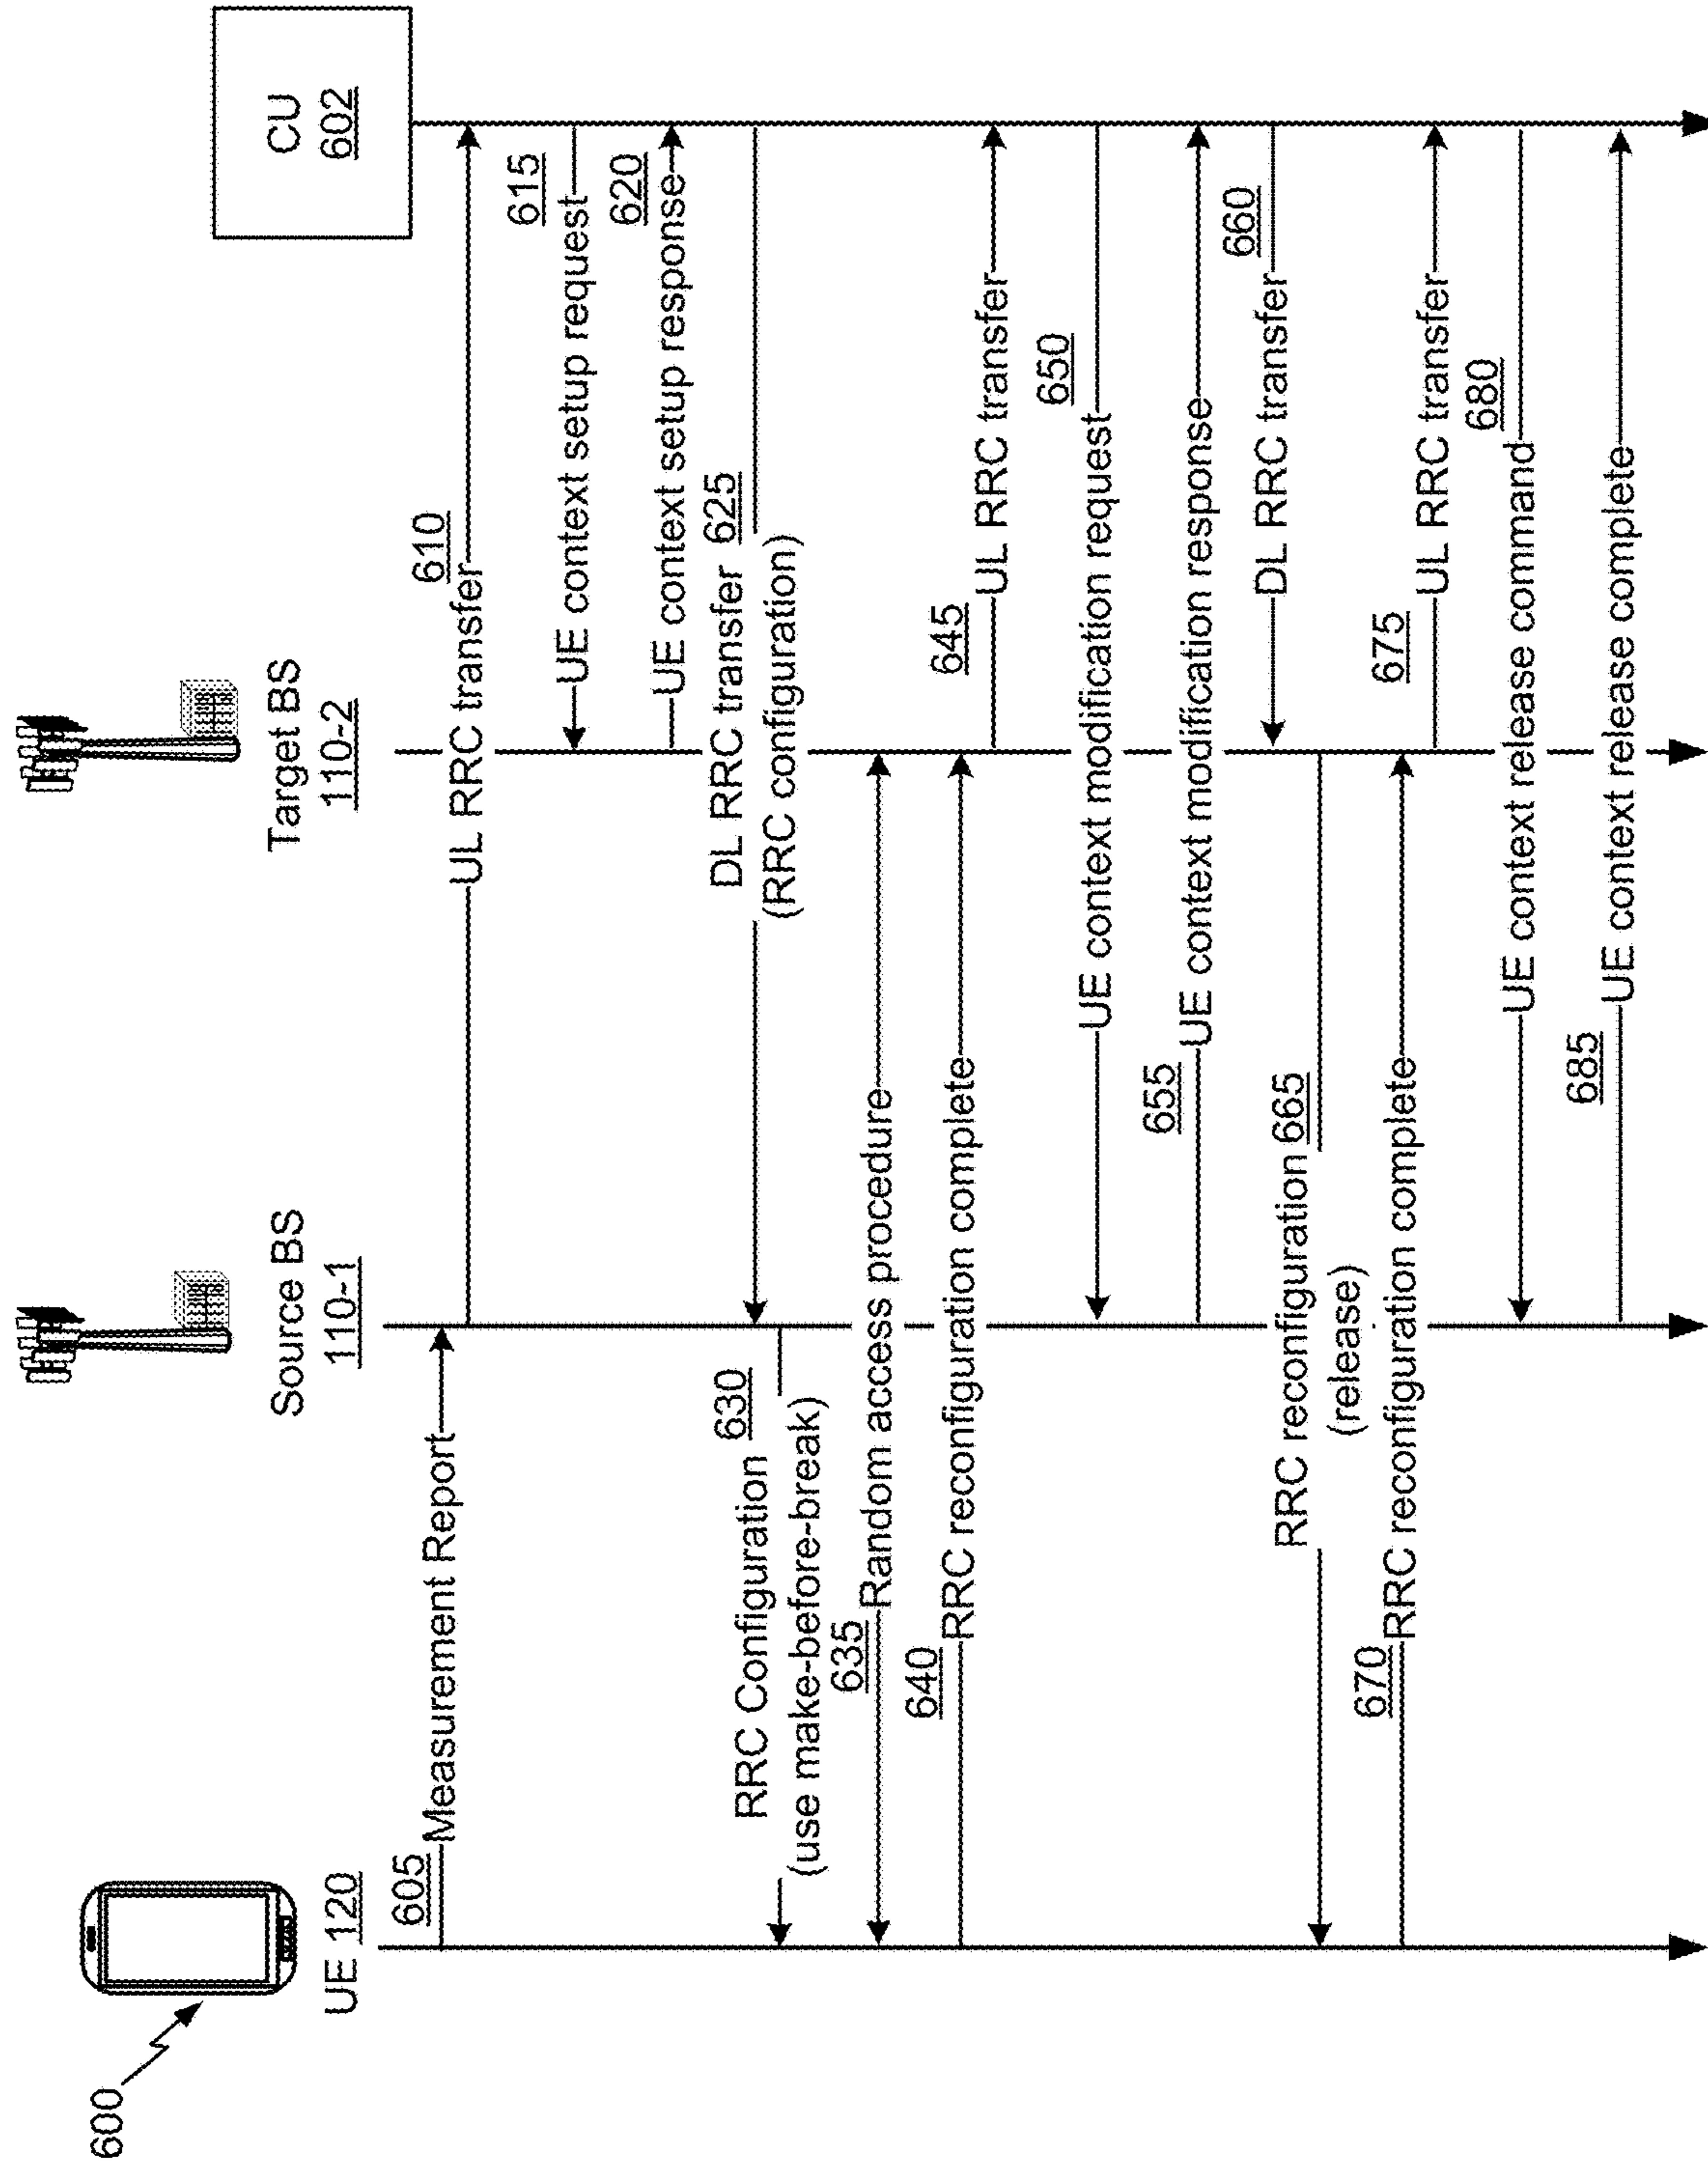 600
UE 120
Source BS
110-1
Target BS
110-2
CU
602
605
Measurement Report
610
UL RRC transfer
615
UE context setup request
620
UE context setup response
DL RRC transfer 625
(RRC configuration)
RRC Configuration 630
(use make-before-break)
635
Random access procedure
640
RRC reconfiguration complete
645
UL RRC transfer
650
UE context modification request
655
UE context modification response
660
DL RRC transfer
RRC reconfiguration 665
(release)
670
RRC reconfiguration complete
675
UL RRC transfer
680
UE context release command
685
UE context release complete